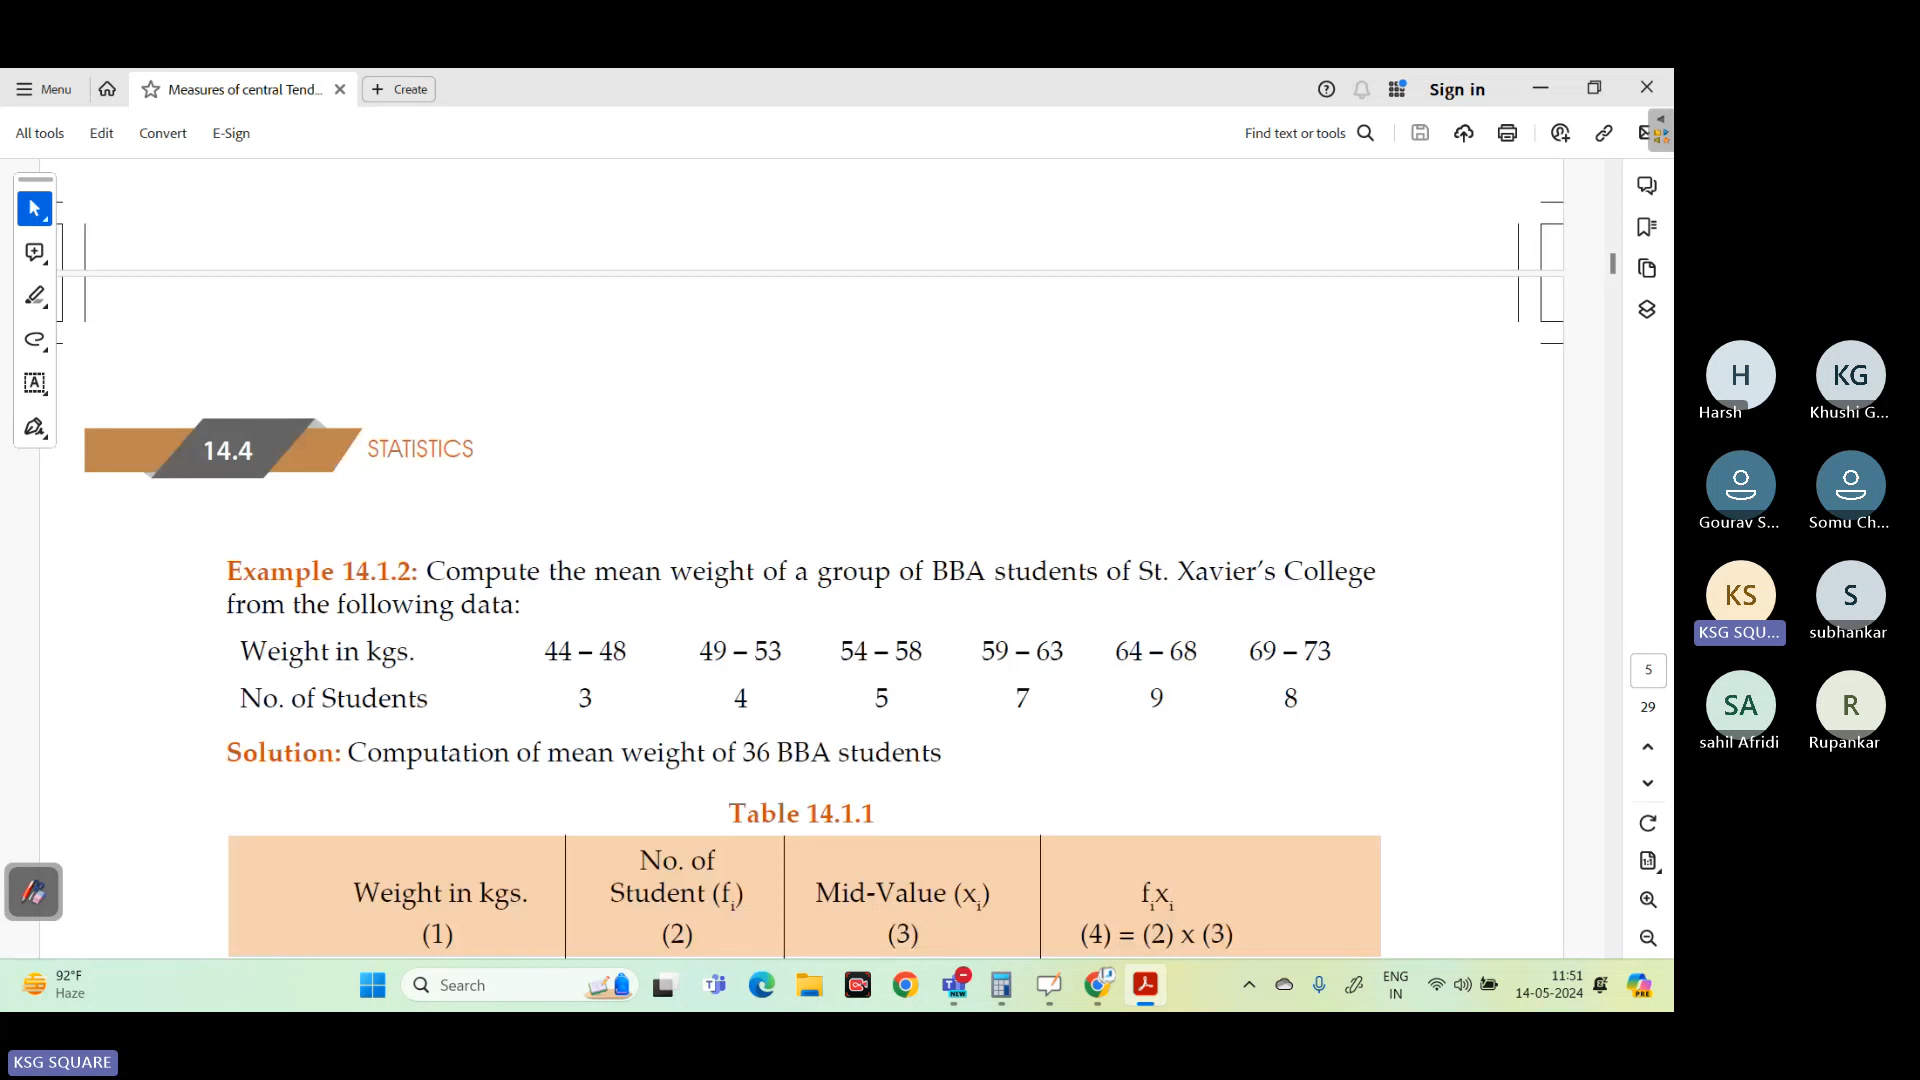 Menu
Measures of central Tend...
Create
Sign in
All tools
Edit
Convert
E-Sign
Find text or tools
14.4
STATISTICS
Example 14.1.2: Compute the mean weight of a group of BBA students of St. Xavier's College
from the following data:
Weight in kgs. 44 – 48 49 – 53 54 – 58 59 – 63 64 – 68 69 – 73
No. of Students 3 4 5 7 9 8
Solution: Computation of mean weight of 36 BBA students
Table 14.1.1
No. of
Weight in kgs. Student (fi) Mid-Value (xi) fixi
(1) (2) (3) (4) = (2) x (3)
5
29
H
Harsh
KG
Khushi G...
Gourav S...
Somu Ch...
KS
KSG SQU...
S
subhankar
SA
sahil Afridi
R
Rupankar
92°F
Haze
Search
NEW
ENG
IN
11:51
14-05-2024
PRE
KSG SQUARE